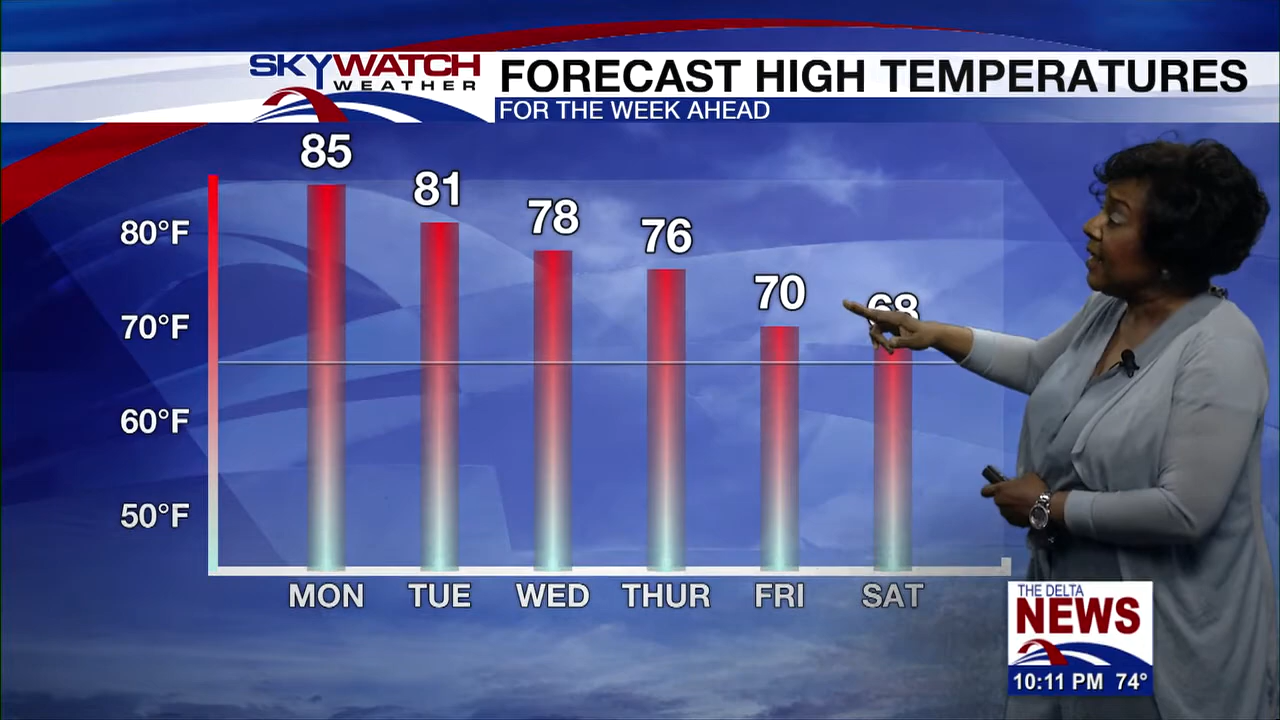 SKYWATCH
WEATHER
FORECAST HIGH TEMPERATURES
FOR THE WEEK AHEAD
85
81
78
76
70
68
80°F
70°F
60°F
50°F
MON TUE WED THUR FRI SAT
THE DELTA
NEWS
10:11 PM 74°